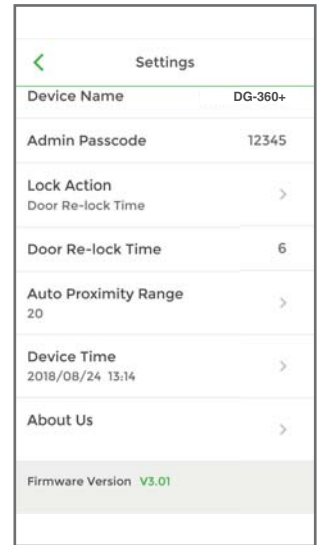 Settings
Device Name DG-360+
Admin Passcode 12345
Lock Action
Door Re-lock Time
Door Re-lock Time 6
Auto Proximity Range
20
Device Time
2018/08/24 13:14
About Us
Firmware Version V3.01